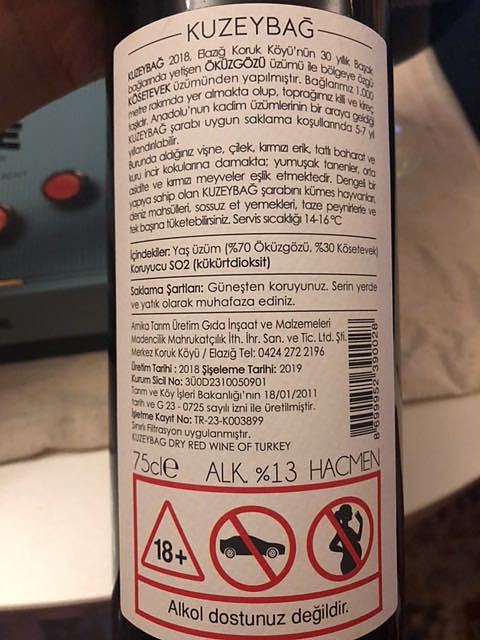 KUZEYBAĞ
KUZEYBAĞ 2018, Elazığ Koruk Köyü'nün 30 yıllık Başak
bağlarında yetişen ÖKÜZGÖZÜ üzümü ile bölgeye özgü
KÖSETEVEK üzümünden yapılmıştır. Bağlarımız 1.000
metre rakımda yer almakta olup, toprağımız killi ve kireç
taşlıdır. Anadolu'nun kadim üzümlerinin bir araya geldiği
KUZEYBAĞ şarabı uygun saklama koşullarında 5-7 yıl
yıllandırılabilir.
Burunda aldığınız vişne, çilek, kırmızı erik, tatlı baharat ve
kuru incir kokularına damakta; yumuşak tanenler, orta
asidite ve kırmızı meyveler eşlik etmektedir. Dengeli bir
yapıya sahip olan KUZEYBAĞ şarabını kümes hayvanları,
deniz mahsülleri, sossuz et yemekleri, taze peynirlerle ve
tek başına tüketebilirsiniz. Servis sıcaklığı 14-16 °C
İçindekiler: Yaş üzüm (%70 Öküzgözü, %30 Kösetevek)
Koruyucu SO2 (kükürtdioksit)
Saklama Şartları: Güneşten koruyunuz. Serin yerde
ve yatık olarak muhafaza ediniz.
Arnika Tarım Üretim Gıda İnşaat ve Malzemeleri
Madencilik Mahrukatçılık İth. İhr. San. ve Tic. Ltd. Şti.
Merkez Koruk Köyü / Elazığ Tel: 0424 272 2196
Üretim Tarihi : 2018 Şişeleme Tarihi: 2019
Kurum Sicil No: 3Ü0D2310050901
Tarım ve Köy İşleri Bakanlığı'nın 18/01/2011
tarih ve G 23 - 0725 sayılı izni ile üretilmiştir.
İşletme Kayıt No: TR-23-K003899
Sınırlı Filtrasyon uygulanmıştır.
KUZEYBAG DRY RED WINE OF TURKEY
8 699952 390028
75cl℮ ALK. %13 HACMEN
18+
Alkol dostunuz değildir.